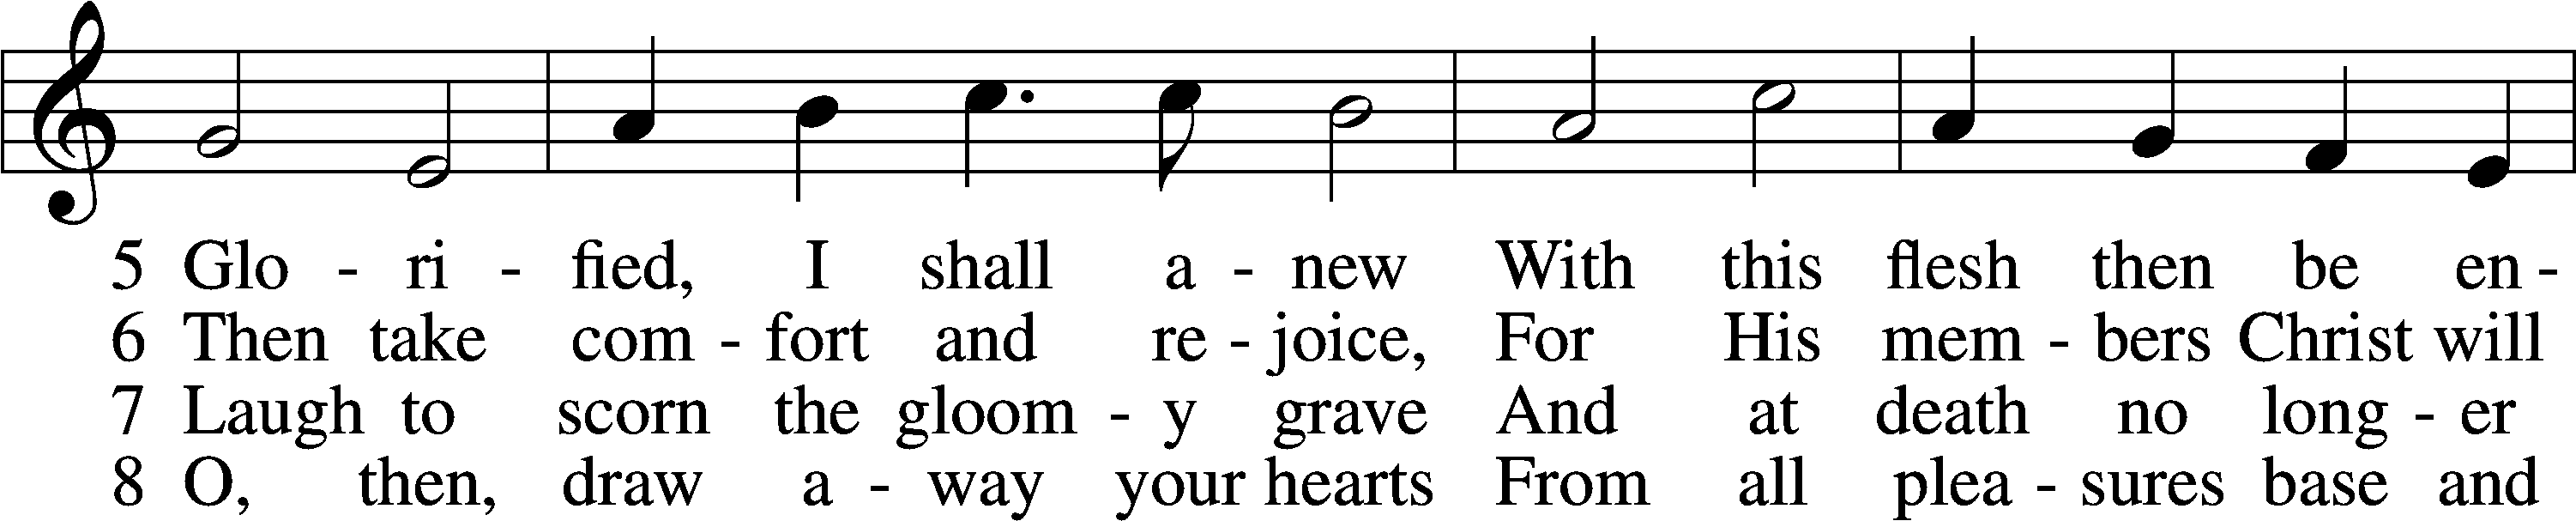 5 Glo - ri - fied, I shall a - new With this flesh then be en -
6 Then take com - fort and re - joice, For His mem - bers Christ will
7 Laugh to scorn the gloom - y grave And at death no long - er
8 O, then, draw a - way your hearts From all plea - sures base and